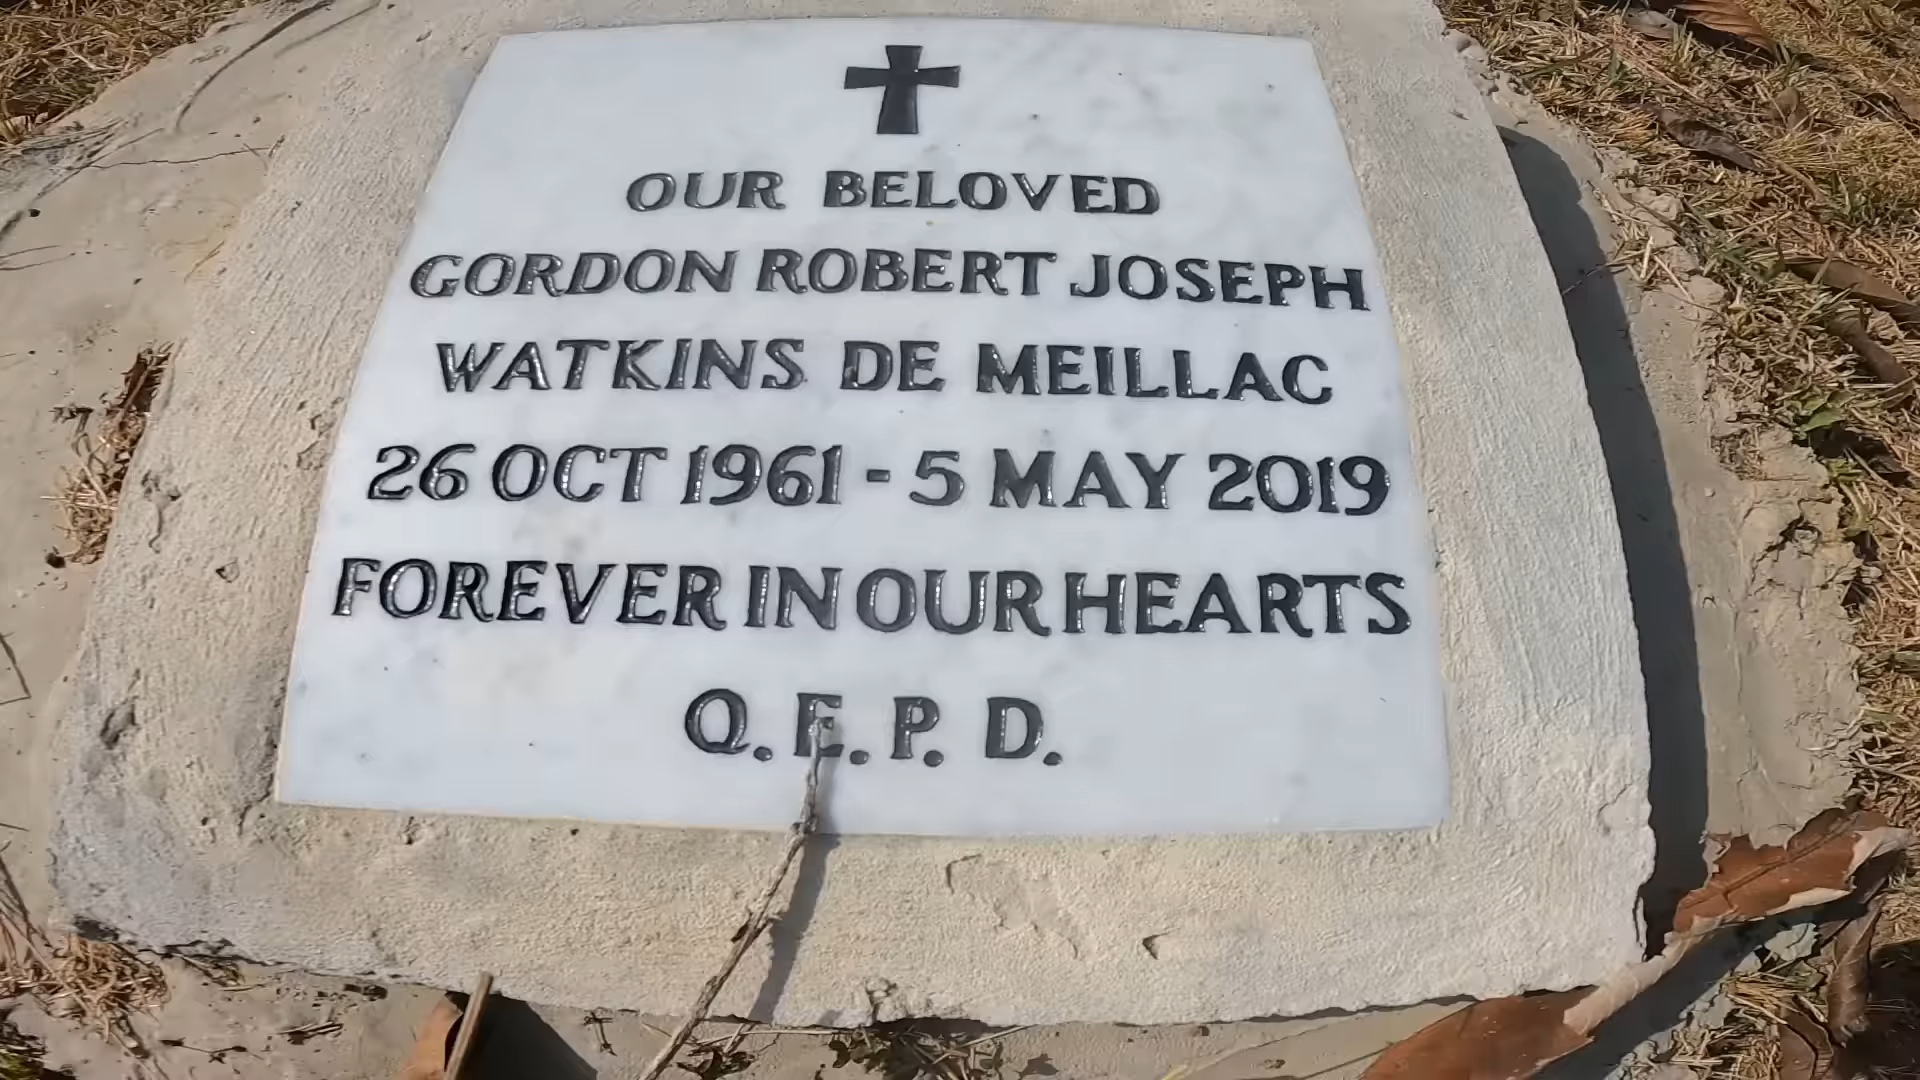 OUR BELOVED
GORDON ROBERT JOSEPH
WATKINS DE MEILLAC
26 OCT 1961 - 5 MAY 2019
FOREVER IN OUR HEARTS
Q. E. P. D.